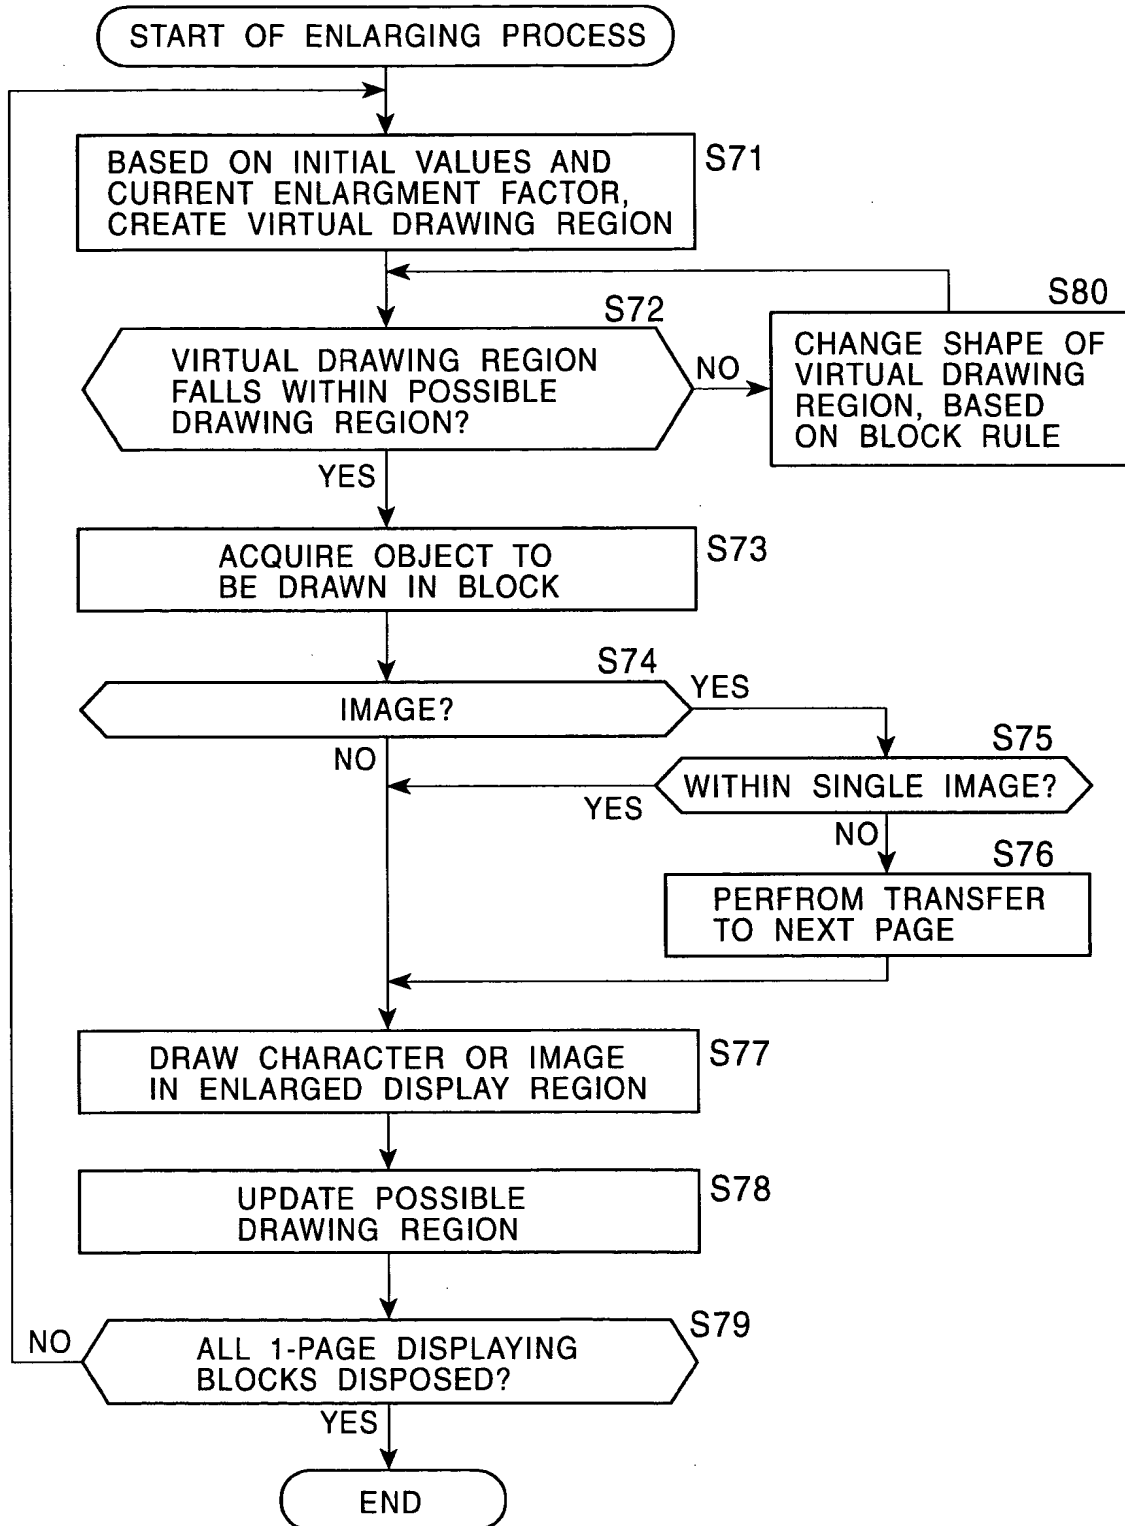 START OF ENLARGING PROCESS
BASED ON INITIAL VALUES AND
CURRENT ENLARGMENT FACTOR,
CREATE VIRTUAL DRAWING REGION
S71
S72
VIRTUAL DRAWING REGION
FALLS WITHIN POSSIBLE
DRAWING REGION?
NO
S80
CHANGE SHAPE OF
VIRTUAL DRAWING
REGION, BASED
ON BLOCK RULE
YES
ACQUIRE OBJECT TO
BE DRAWN IN BLOCK
S73
S74
IMAGE?
YES
NO
S75
WITHIN SINGLE IMAGE?
YES
NO
S76
PERFROM TRANSFER
TO NEXT PAGE
DRAW CHARACTER OR IMAGE
IN ENLARGED DISPLAY REGION
S77
UPDATE POSSIBLE
DRAWING REGION
S78
S79
ALL 1-PAGE DISPLAYING
BLOCKS DISPOSED?
NO
YES
END